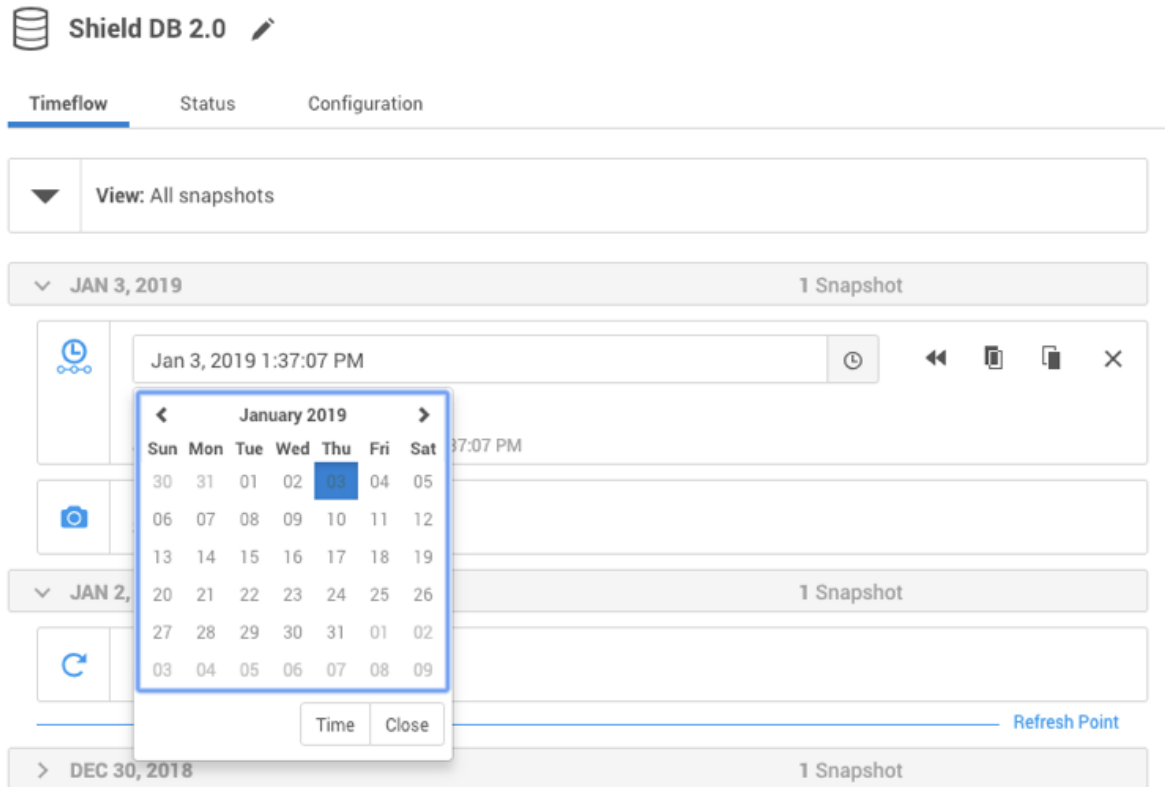 Shield DB 2.0
Timeflow Status Configuration
View: All snapshots
JAN 3, 2019 1 Snapshot
Jan 3, 2019 1:37:07 PM
January 2019
Sun Mon Tue Wed Thu Fri Sat
37:07 PM
30 31 01 02 03 04 05
06 07 08 09 10 11 12
13 14 15 16 17 18 19
20 21 22 23 24 25 26
27 28 29 30 31 01 02
03 04 05 06 07 08 09
JAN 2, 1 Snapshot
Time Close
Refresh Point
DEC 30, 2018 1 Snapshot